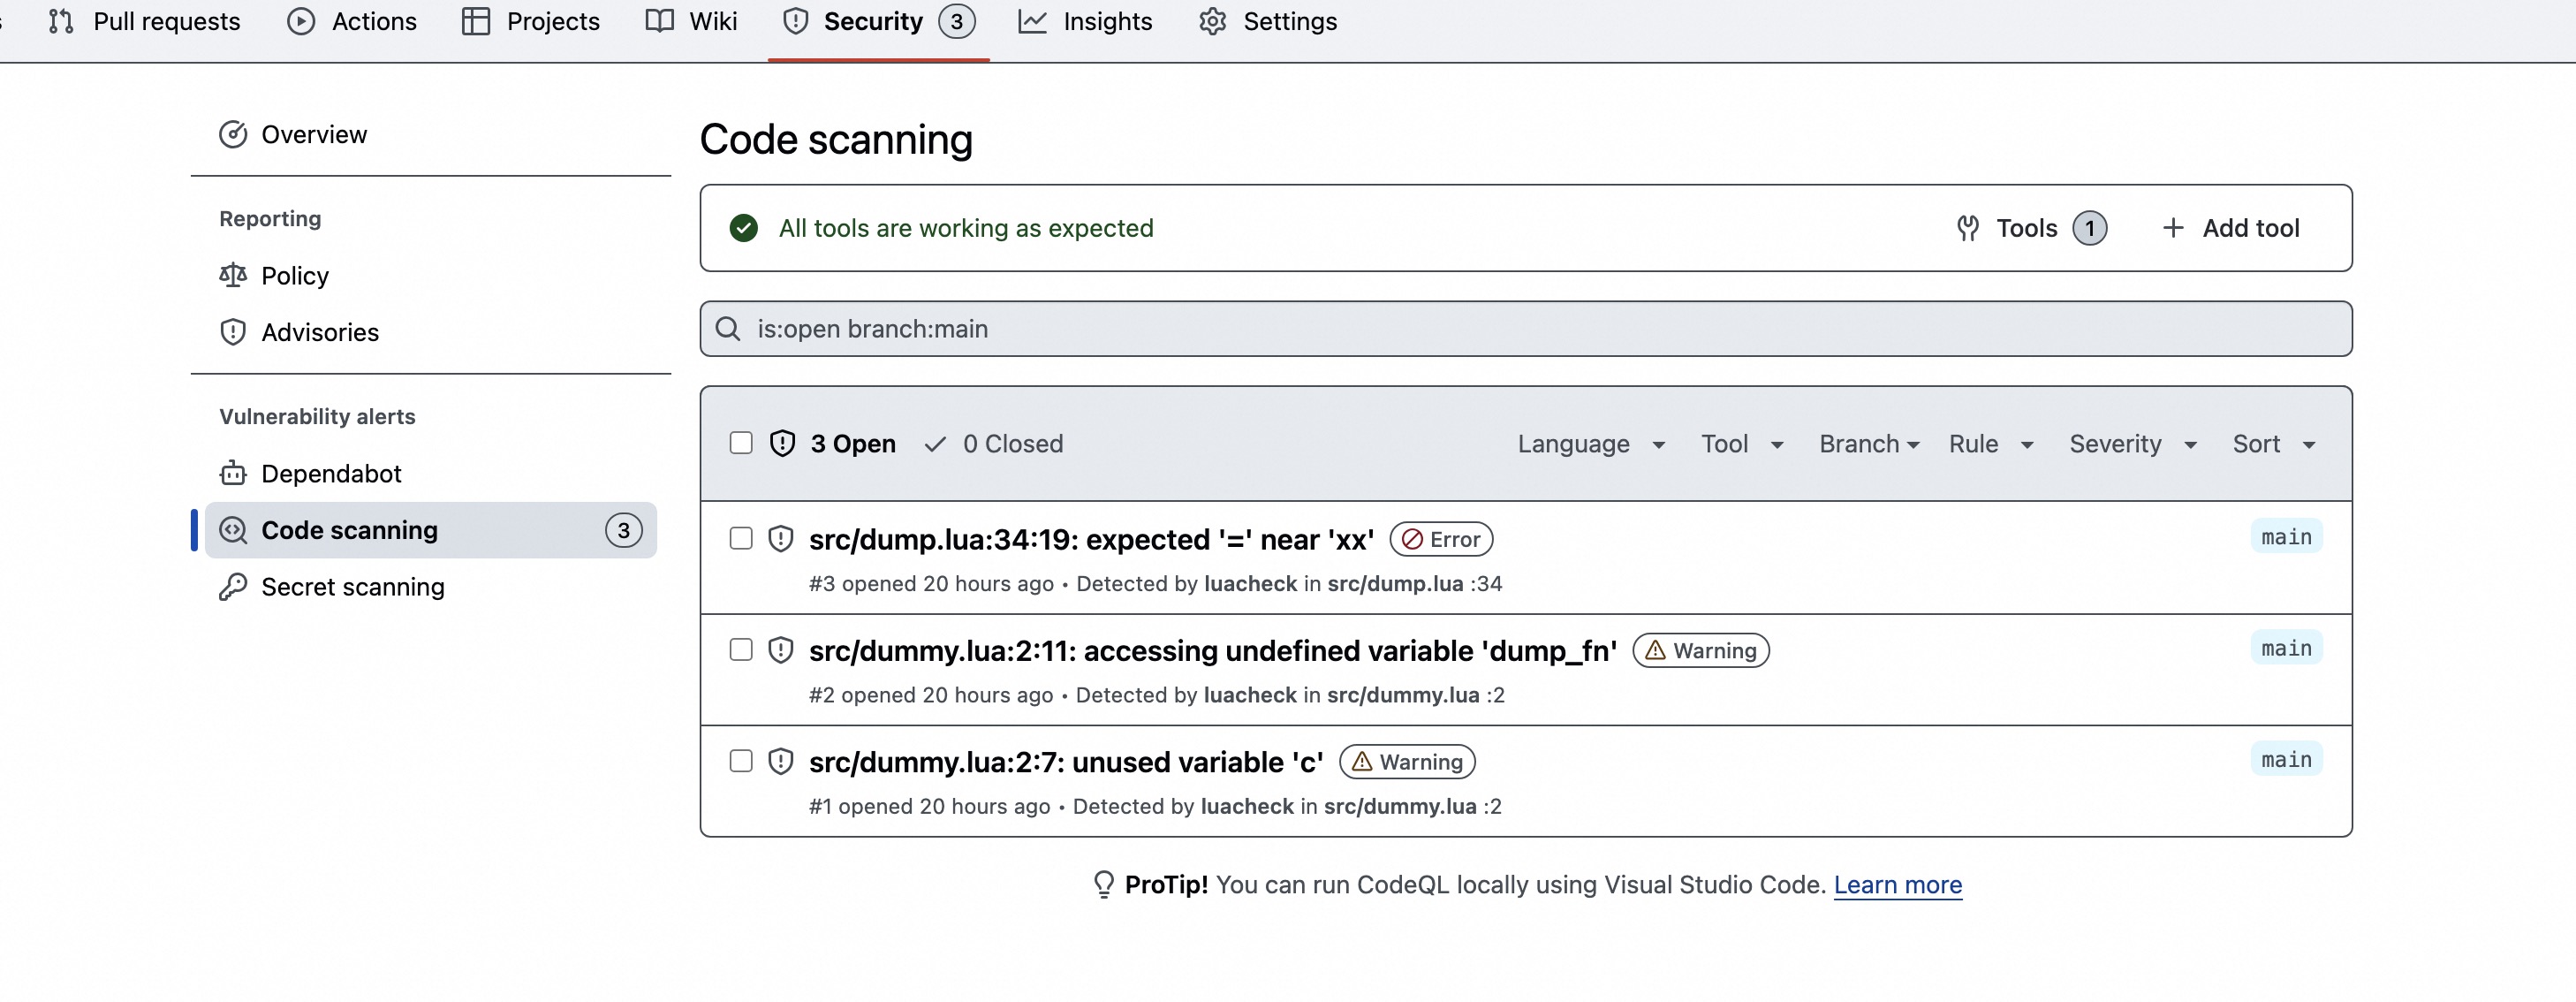 Pull requests Actions Projects Wiki Security 3 Insights Settings
Overview
Reporting
Policy
Advisories
Vulnerability alerts
Dependabot
Code scanning 3
Secret scanning
Code scanning
All tools are working as expected Tools 1 + Add tool
is:open branch:main
3 Open 0 Closed Language Tool Branch Rule Severity Sort
src/dump.lua:34:19: expected '=' near 'xx' Error main
#3 opened 20 hours ago • Detected by luacheck in src/dump.lua :34
src/dummy.lua:2:11: accessing undefined variable 'dump_fn' Warning main
#2 opened 20 hours ago • Detected by luacheck in src/dummy.lua :2
src/dummy.lua:2:7: unused variable 'c' Warning main
#1 opened 20 hours ago • Detected by luacheck in src/dummy.lua :2
ProTip! You can run CodeQL locally using Visual Studio Code. Learn more